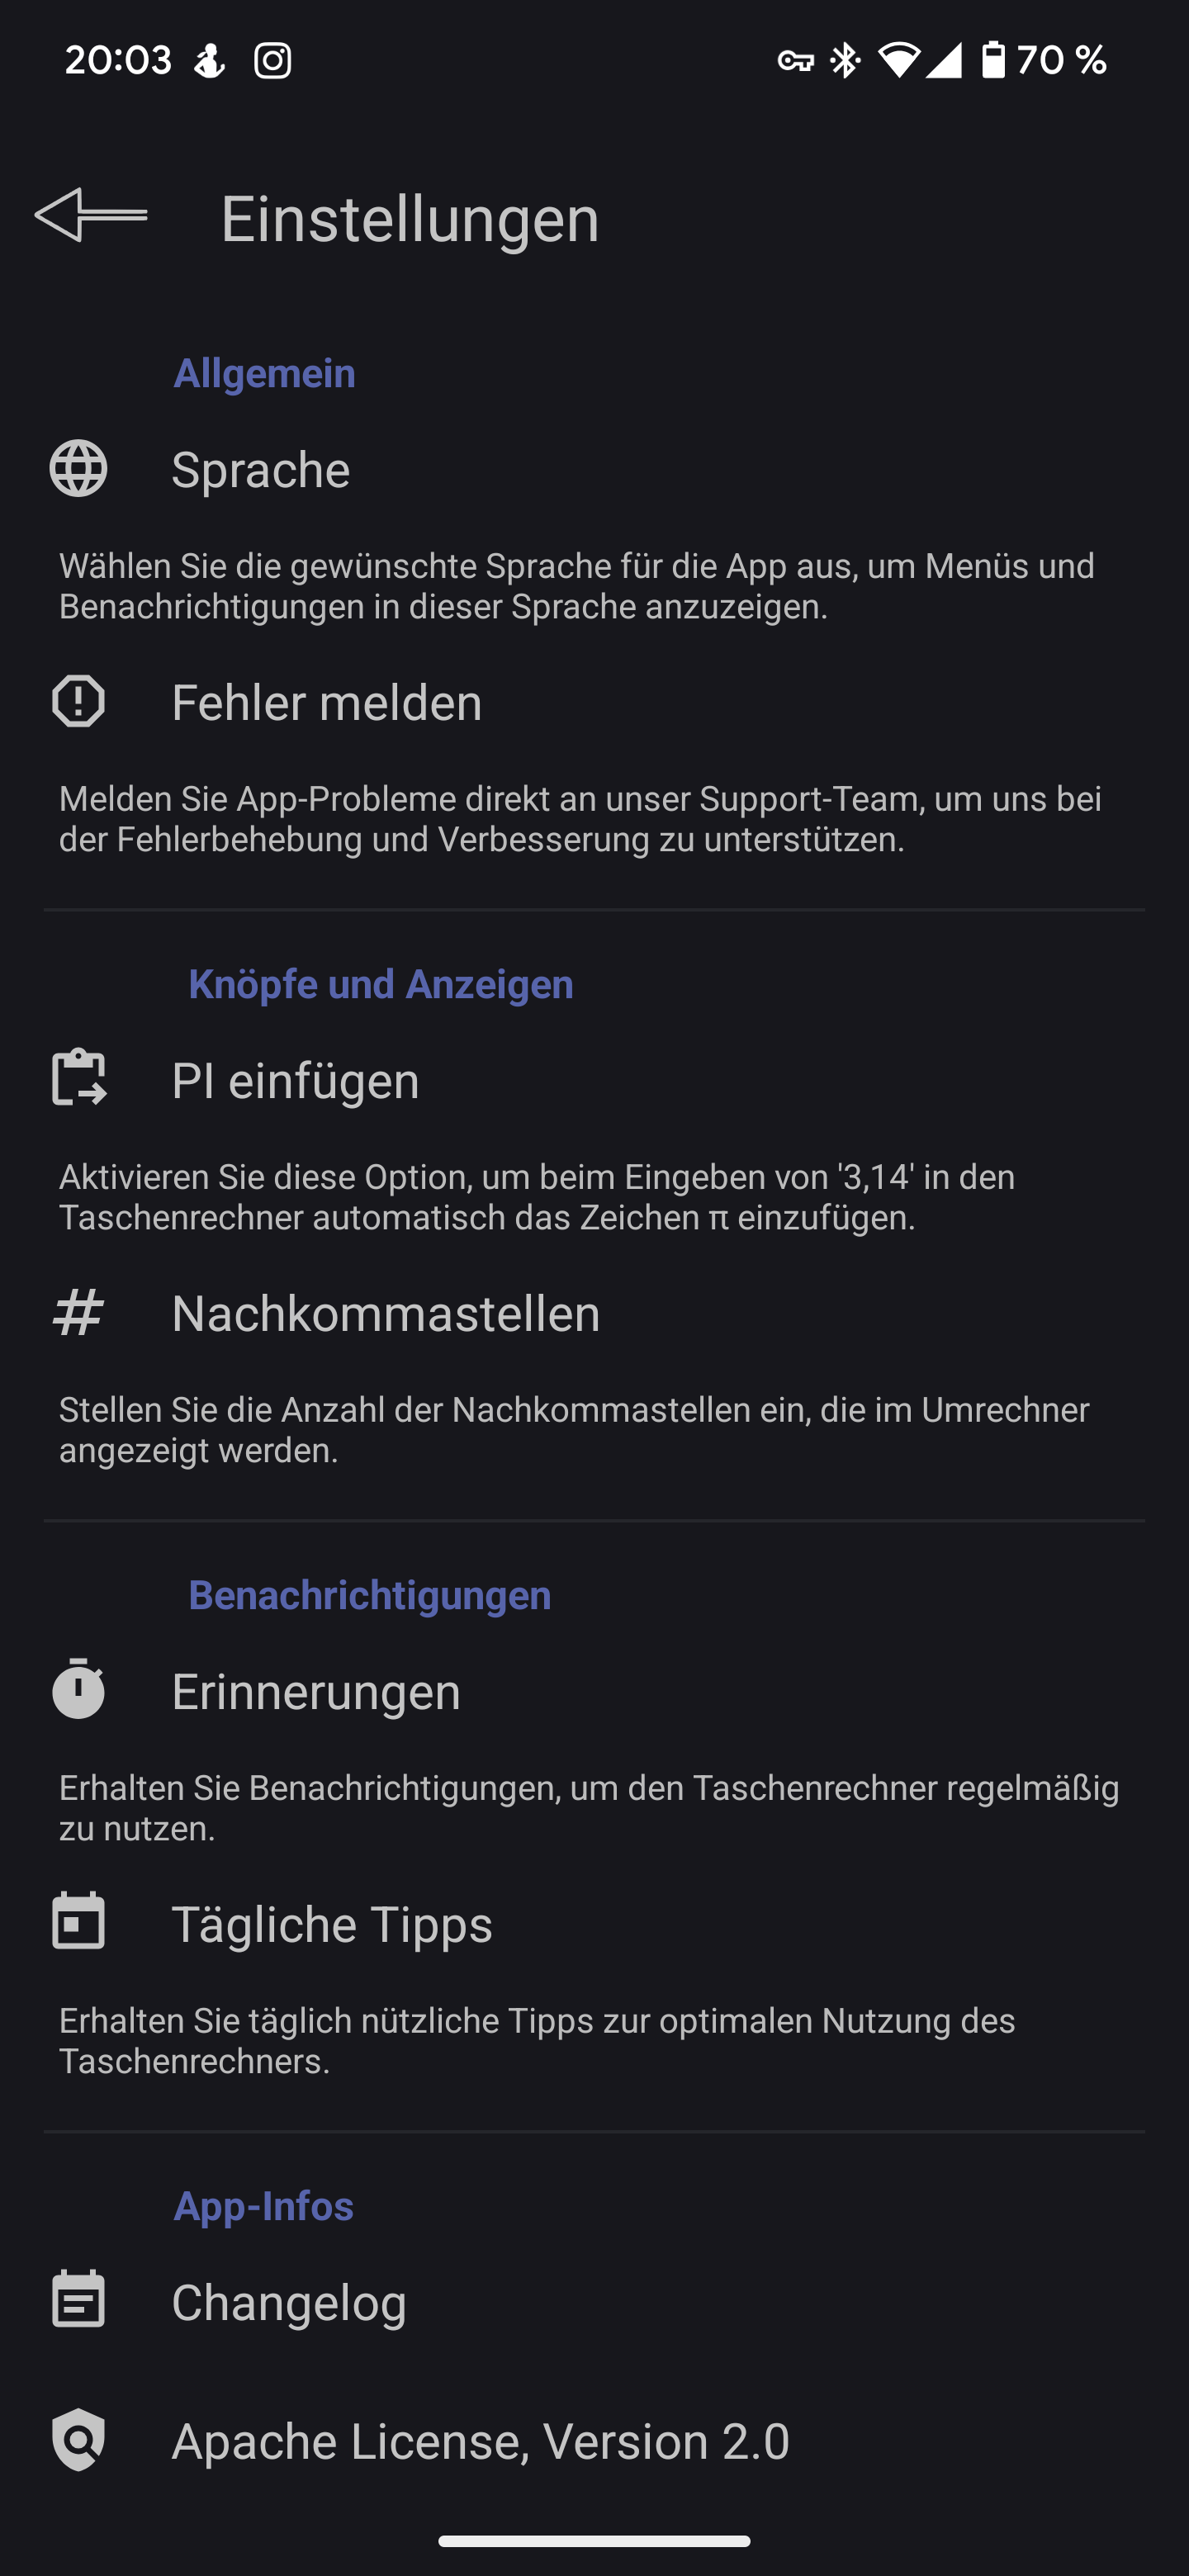 20:03
70 %
Einstellungen
Allgemein
Sprache
Wählen Sie die gewünschte Sprache für die App aus, um Menüs und
Benachrichtigungen in dieser Sprache anzuzeigen.
Fehler melden
Melden Sie App-Probleme direkt an unser Support-Team, um uns bei
der Fehlerbehebung und Verbesserung zu unterstützen.
Knöpfe und Anzeigen
PI einfügen
Aktivieren Sie diese Option, um beim Eingeben von '3,14' in den
Taschenrechner automatisch das Zeichen π einzufügen.
Nachkommastellen
Stellen Sie die Anzahl der Nachkommastellen ein, die im Umrechner
angezeigt werden.
Benachrichtigungen
Erinnerungen
Erhalten Sie Benachrichtigungen, um den Taschenrechner regelmäßig
zu nutzen.
Tägliche Tipps
Erhalten Sie täglich nützliche Tipps zur optimalen Nutzung des
Taschenrechners.
App-Infos
Changelog
Apache License, Version 2.0